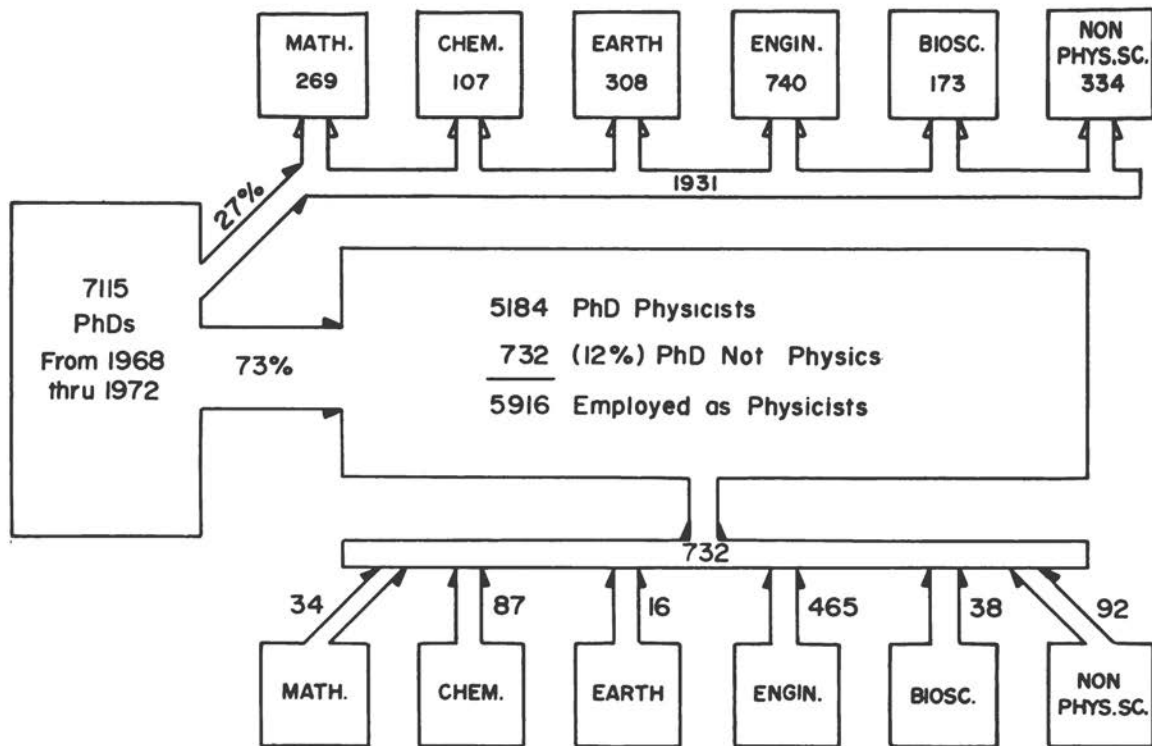 MATH.
269
CHEM.
107
EARTH
308
ENGIN.
740
BIOSC.
173
NON
PHYS.SC.
334
1931
27%
7115
PhDs
From 1968
thru 1972
73%
5184 PhD Physicists
732 (12%) PhD Not Physics
5916 Employed as Physicists
732
34
87
16
465
38
92
MATH.
CHEM.
EARTH
ENGIN.
BIOSC.
NON
PHYS.SC.